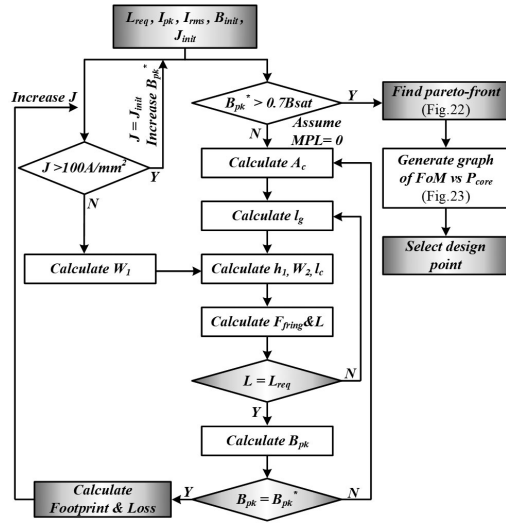 L_req, I_pk, I_rms, B_init,
J_init
Increase J
J = J_init
Increase B_pk*
B_pk* > 0.7Bsat
Y
Find pareto-front
(Fig.22)
N
Assume
MPL= 0
J >100A/mm²
Y
N
Calculate A_c
Generate graph
of FoM vs P_core
(Fig.23)
Calculate l_g
Select design
point
Calculate W_1
Calculate h_1, W_2, l_c
Calculate F_fring&L
L = L_req
N
Y
Calculate B_pk
Calculate
Footprint & Loss
Y
B_pk = B_pk*
N